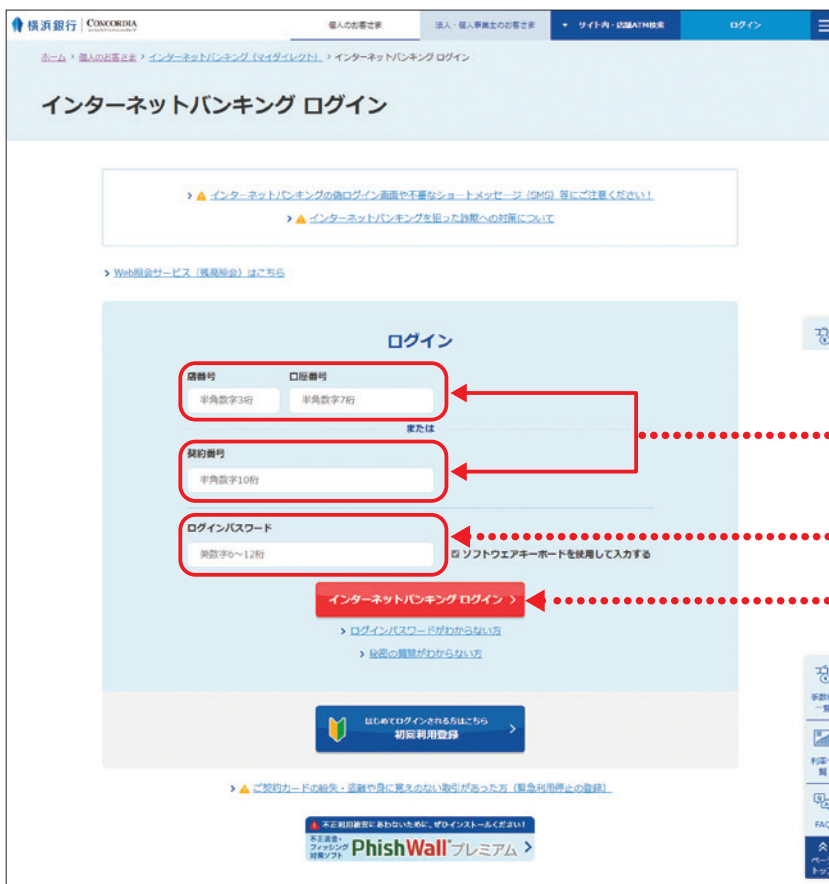 横浜銀行 CONCORDIA
個人のお客さま
法人・個人事業主のお客さま
サイト内・店舗ATM検索
ログイン
ホーム › 個人のお客さま › インターネットバンキング（マイダイレクト） › インターネットバンキング ログイン
インターネットバンキング ログイン
インターネットバンキングの偽ログイン画面や不審なショートメッセージ（SMS）等にご注意ください！
インターネットバンキングを狙った詐欺への対策について
Web照会サービス（残高照会）はこちら
ログイン
店番号 口座番号
半角数字3桁 半角数字7桁
または
契約番号
半角数字10桁
ログインパスワード
英数字6～12桁
ソフトウェアキーボードを使用して入力する
インターネットバンキング ログイン
ログインパスワードがわからない方
秘密の質問がわからない方
はじめてログインされる方はこちら
初回利用登録
ご契約カードの紛失・盗難や身に覚えのない取引があった方（緊急利用停止の登録）
不正利用被害にあわないために、ぜひインストールください！
不正送金・
フィッシング
対策ソフト
PhishWall プレミアム
手数料
一覧
FAQ
ページ
トップ